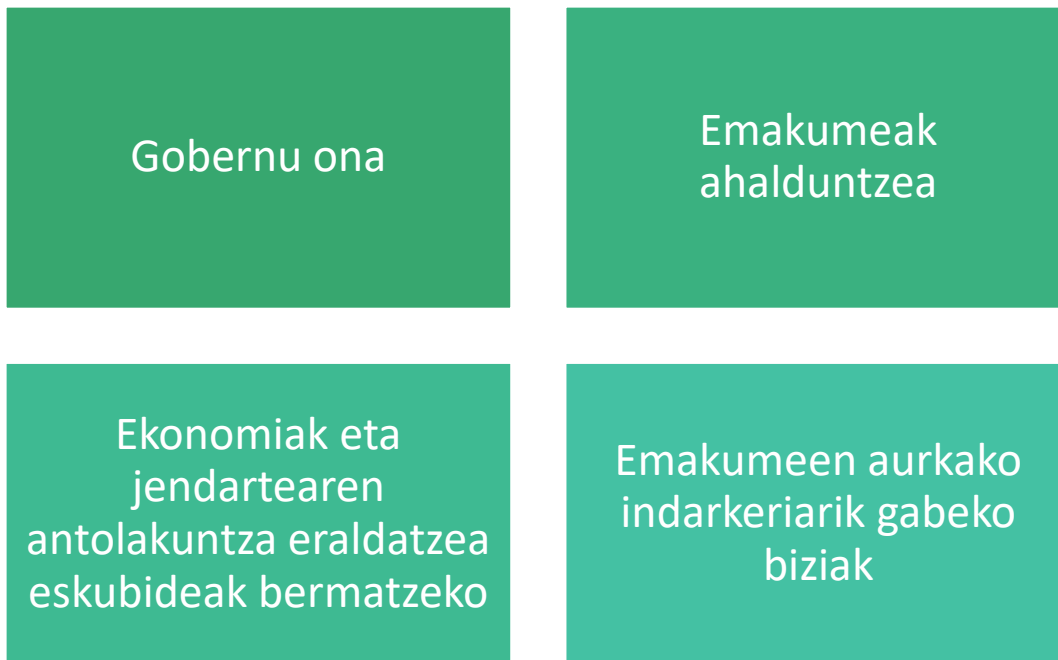 Gobernu ona
Emakumeak
ahalduntzea
Ekonomiak eta
jendartearen
antolakuntza eraldatzea
eskubideak bermatzeko
Emakumeen aurkako
indarkeriarik gabeko
biziak